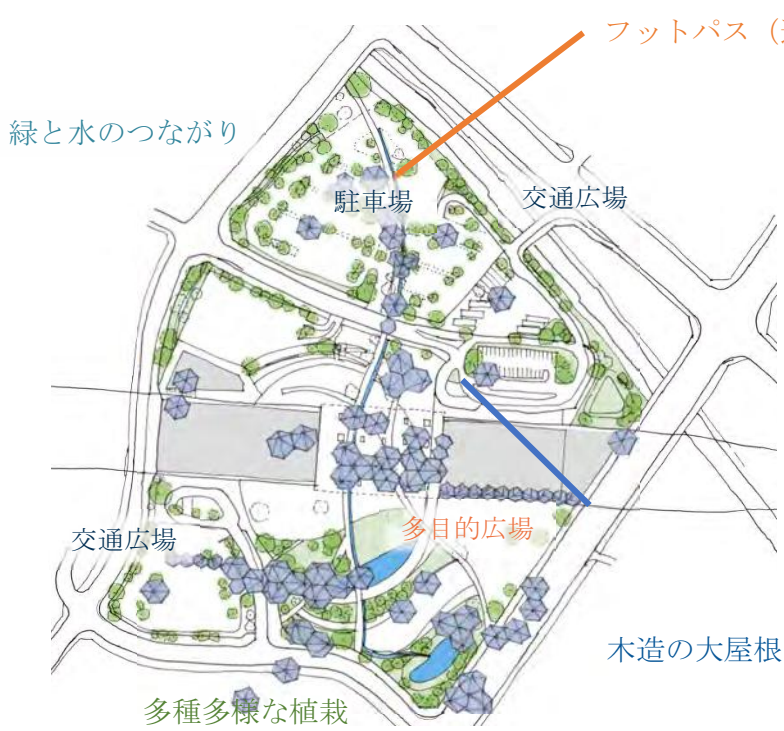 フットパス（
緑と水のつながり
駐車場
交通広場
多目的広場
交通広場
木造の大屋根
多種多様な植栽